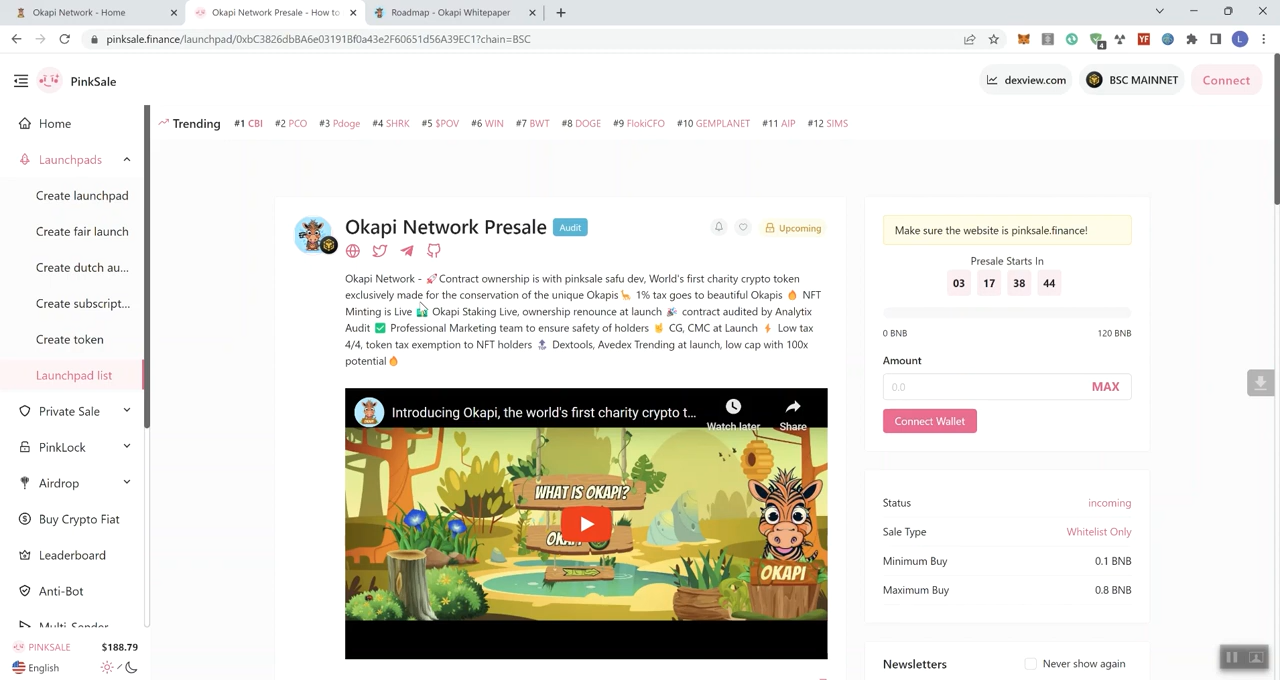 Okapi Network - Home
Okapi Network Presale - How to
Roadmap - Okapi Whitepaper
pinksale.finance/launchpad/0xbC3826dbBA6e03191Bf0a43e2F60651d56A39EC1?chain=BSC
4
YF
L
PinkSale
dexview.com
BSC MAINNET
Connect
Home
Launchpads
Create launchpad
Create fair launch
Create dutch au...
Create subscript...
Create token
Launchpad list
Private Sale
PinkLock
Airdrop
Buy Crypto Fiat
Leaderboard
Anti-Bot
Multi-Sender
PINKSALE $188.79
English
Trending #1 CBI #2 PCO #3 Pdoge #4 SHRK #5 $POV #6 WIN #7 BWT #8 DOGE #9 FlokiCFO #10 GEMPLANET #11 AIP #12 SIMS
Okapi Network Presale Audit
Upcoming
Okapi Network - 🚀Contract ownership is with pinksale safu dev, World's first charity crypto token
exclusively made for the conservation of the unique Okapis🦒 1% tax goes to beautiful Okapis 🔥 NFT
Minting is Live 💵 Okapi Staking Live, ownership renounce at launch 🎉 contract audited by Analytix
Audit ✅ Professional Marketing team to ensure safety of holders 🤘 CG, CMC at Launch ⚡ Low tax
4/4, token tax exemption to NFT holders 🔝 Dextools, Avedex Trending at launch, low cap with 100x
potential🔥
Introducing Okapi, the world's first charity crypto t...
Watch later
Share
WHAT IS OKAPI?
OKAPI
Make sure the website is pinksale.finance!
Presale Starts In
03 17 38 44
0 BNB 120 BNB
Amount
0.0 MAX
Connect Wallet
Status incoming
Sale Type Whitelist Only
Minimum Buy 0.1 BNB
Maximum Buy 0.8 BNB
Newsletters
Never show again